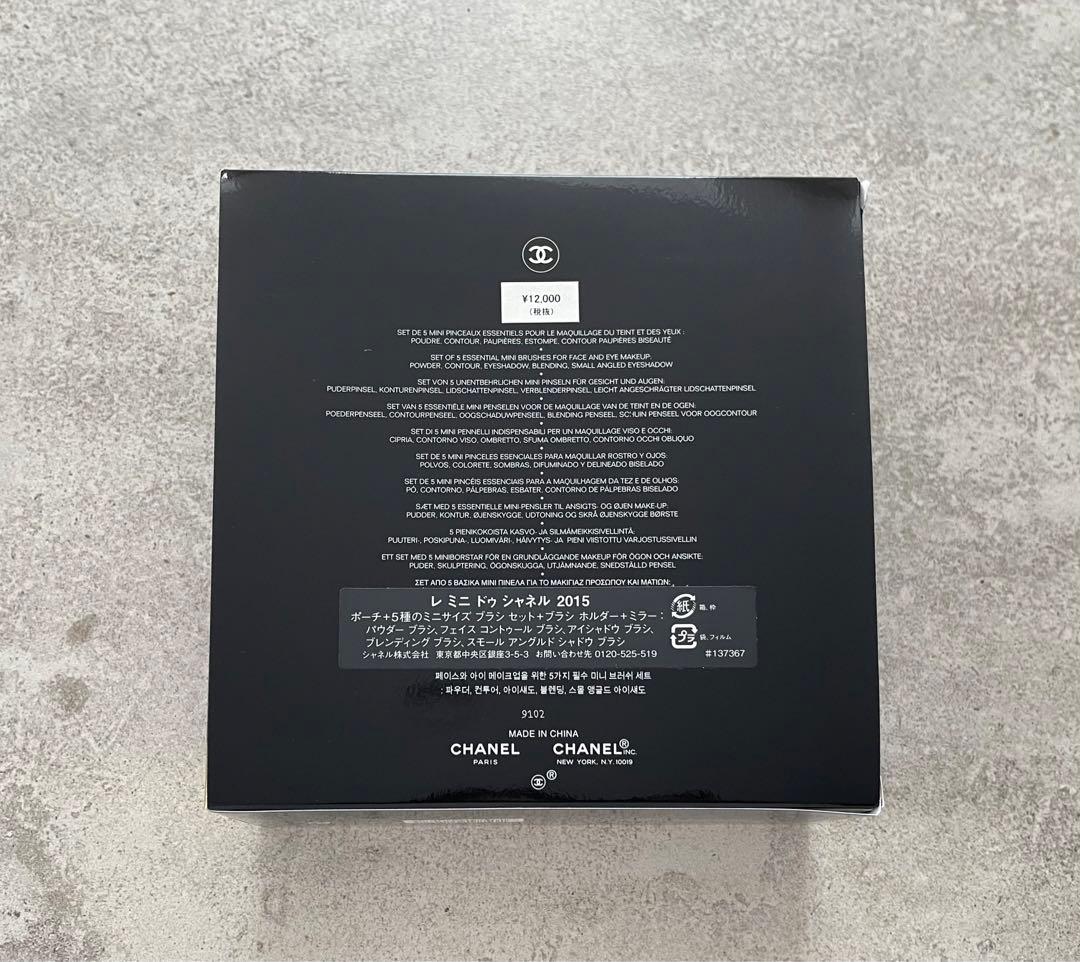 ¥12,000
(税抜)
SET DE 5 MINI PINCEAUX ESSENTIELS POUR LE MAQUILLAGE DU TEINT ET DES YEUX :
POUDRE, CONTOUR, PAUPIÈRES, ESTOMPE, CONTOUR PAUPIÈRES BISEAUTÉ
SET OF 5 ESSENTIAL MINI BRUSHES FOR FACE AND EYE MAKEUP:
POWDER, CONTOUR, EYESHADOW, BLENDING, SMALL ANGLED EYESHADOW
SET VON 5 UNENTBEHRLICHEN MINI PINSELN FÜR GESICHT UND AUGEN:
PUDERPINSEL, KONTURENPINSEL, LIDSCHATTENPINSEL, VERBLENDERPINSEL, LEICHT ANGESCHRÄGTER LIDSCHATTENPINSEL
SET VAN 5 ESSENTIËLE MINI PENSELEN VOOR DE MAQUILLAGE VAN DE TEINT EN DE OGEN:
POEDERPENSEEL, CONTOURPENSEEL, OOGSCHADUWPENSEEL, BLENDING PENSEEL, SCHUIN PENSEEL VOOR OOGCONTOUR
SET DI 5 MINI PENNELLI INDISPENSABILI PER UN MAQUILLAGE VISO E OCCHI:
CIPRIA, CONTORNO VISO, OMBRETTO, SFUMA OMBRETTO, CONTORNO OCCHI OBLIQUO
SET DE 5 MINI PINCELES ESENCIALES PARA MAQUILLAR ROSTRO Y OJOS:
POLVOS, COLORETE, SOMBRAS, DIFUMINADO Y DELINEADO BISELADO
SET DE 5 MINI PINCÉIS ESSENCIAIS PARA A MAQUILHAGEM DA TEZ E DE OLHOS:
PÓ, CONTORNO, PÁLPEBRAS, ESBATER, CONTORNO DE PÁLPEBRAS BISELADO
SÆT MED 5 ESSENTIELLE MINI-PENSLER TIL ANSIGTS- OG ØJEN MAKE-UP:
PUDDER, KONTUR, ØJENSKYGGE, UDTONING OG SKRÅ ØJENSKYGGE BØRSTE
5 PIENIKOKOISTA KASVO- JA SILMÄMEIKKISIVELLINTÄ:
PUUTERI-, POSKIPUNA-, LUOMIVÄRI-, HÄIVYTYS- JA PIENI VIISTOTTU VARJOSTUSSIVELLIN
ETT SET MED 5 MINIBORSTAR FÖR EN GRUNDLÄGGANDE MAKEUP FÖR ÖGON OCH ANSIKTE:
PUDER, SKULPTERING, ÖGONSKUGGA, UTJÄMNANDE, SNEDSTÄLLD PENSEL
ΣΕΤ ΑΠΟ 5 ΒΑΣΙΚΑ ΜΙΝΙ ΠΙΝΕΛΑ ΓΙΑ ΤΟ ΜΑΚΙΓΙΑΖ ΠΡΟΣΩΠΟΥ ΚΑΙ ΜΑΤΙΩΝ:
レ ミニ ドゥ シャネル 2015
ポーチ+5種のミニサイズ ブラシ セット+ブラシ ホルダー+ミラー:
パウダー ブラシ、フェイス コントゥール ブラシ、アイシャドウ ブラシ、
ブレンディング ブラシ、スモール アングルド シャドウ ブラシ
シャネル株式会社 東京都中央区銀座3-5-3 お問い合わせ先 0120-525-519
紙 箱、枠
プラ 袋、フィルム
#137367
페이스와 아이 메이크업을 위한 5가지 필수 미니 브러쉬 세트
: 파우더, 컨투어, 아이섀도, 블렌딩, 스몰 앵글드 아이섀도
9102
MADE IN CHINA
CHANEL CHANEL® INC.
PARIS NEW YORK, N.Y. 10019
®